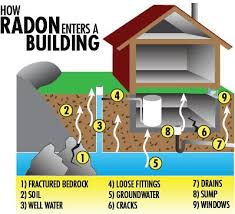 HOW
RADON ENTERS A
BUILDING
9
2
4
3
8
7
6
5
1
1) FRACTURED BEDROCK 4) LOOSE FITTINGS 7) DRAINS
2) SOIL 5) GROUNDWATER 8) SUMP
3) WELL WATER 6) CRACKS 9) WINDOWS